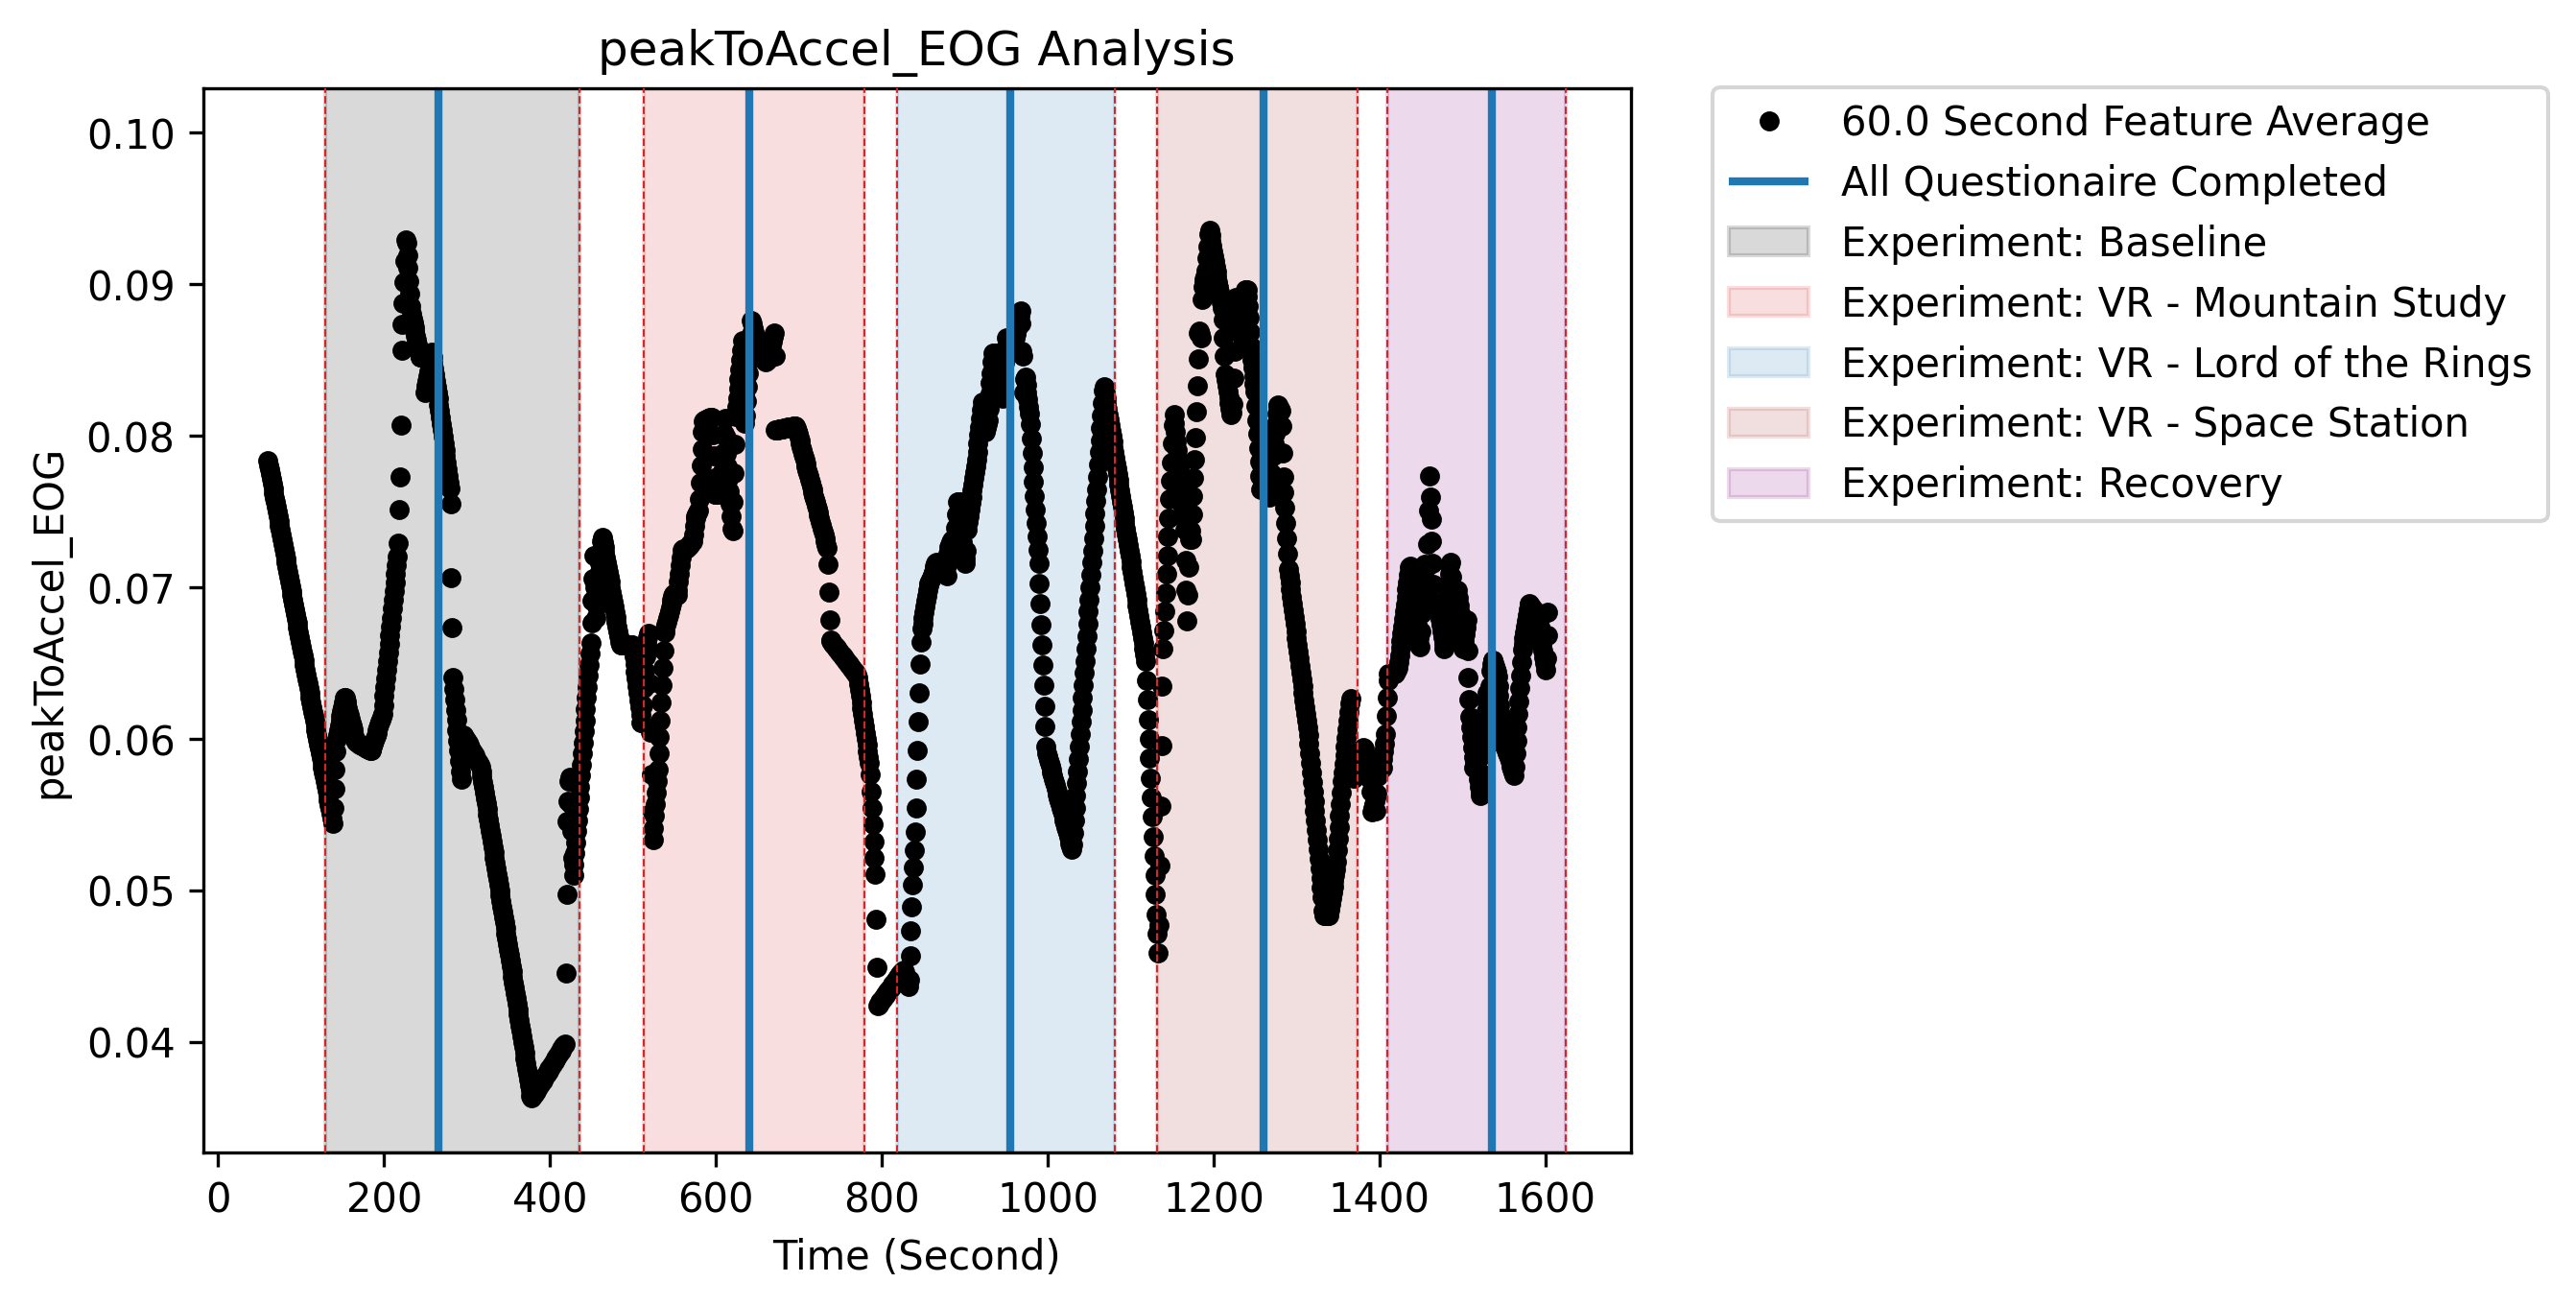 peakToAccel_EOG Analysis
peakToAccel_EOG
0.10
0.09
0.08
0.07
0.06
0.05
0.04
0 200 400 600 800 1000 1200 1400 1600
Time (Second)
60.0 Second Feature Average
All Questionaire Completed
Experiment: Baseline
Experiment: VR - Mountain Study
Experiment: VR - Lord of the Rings
Experiment: VR - Space Station
Experiment: Recovery